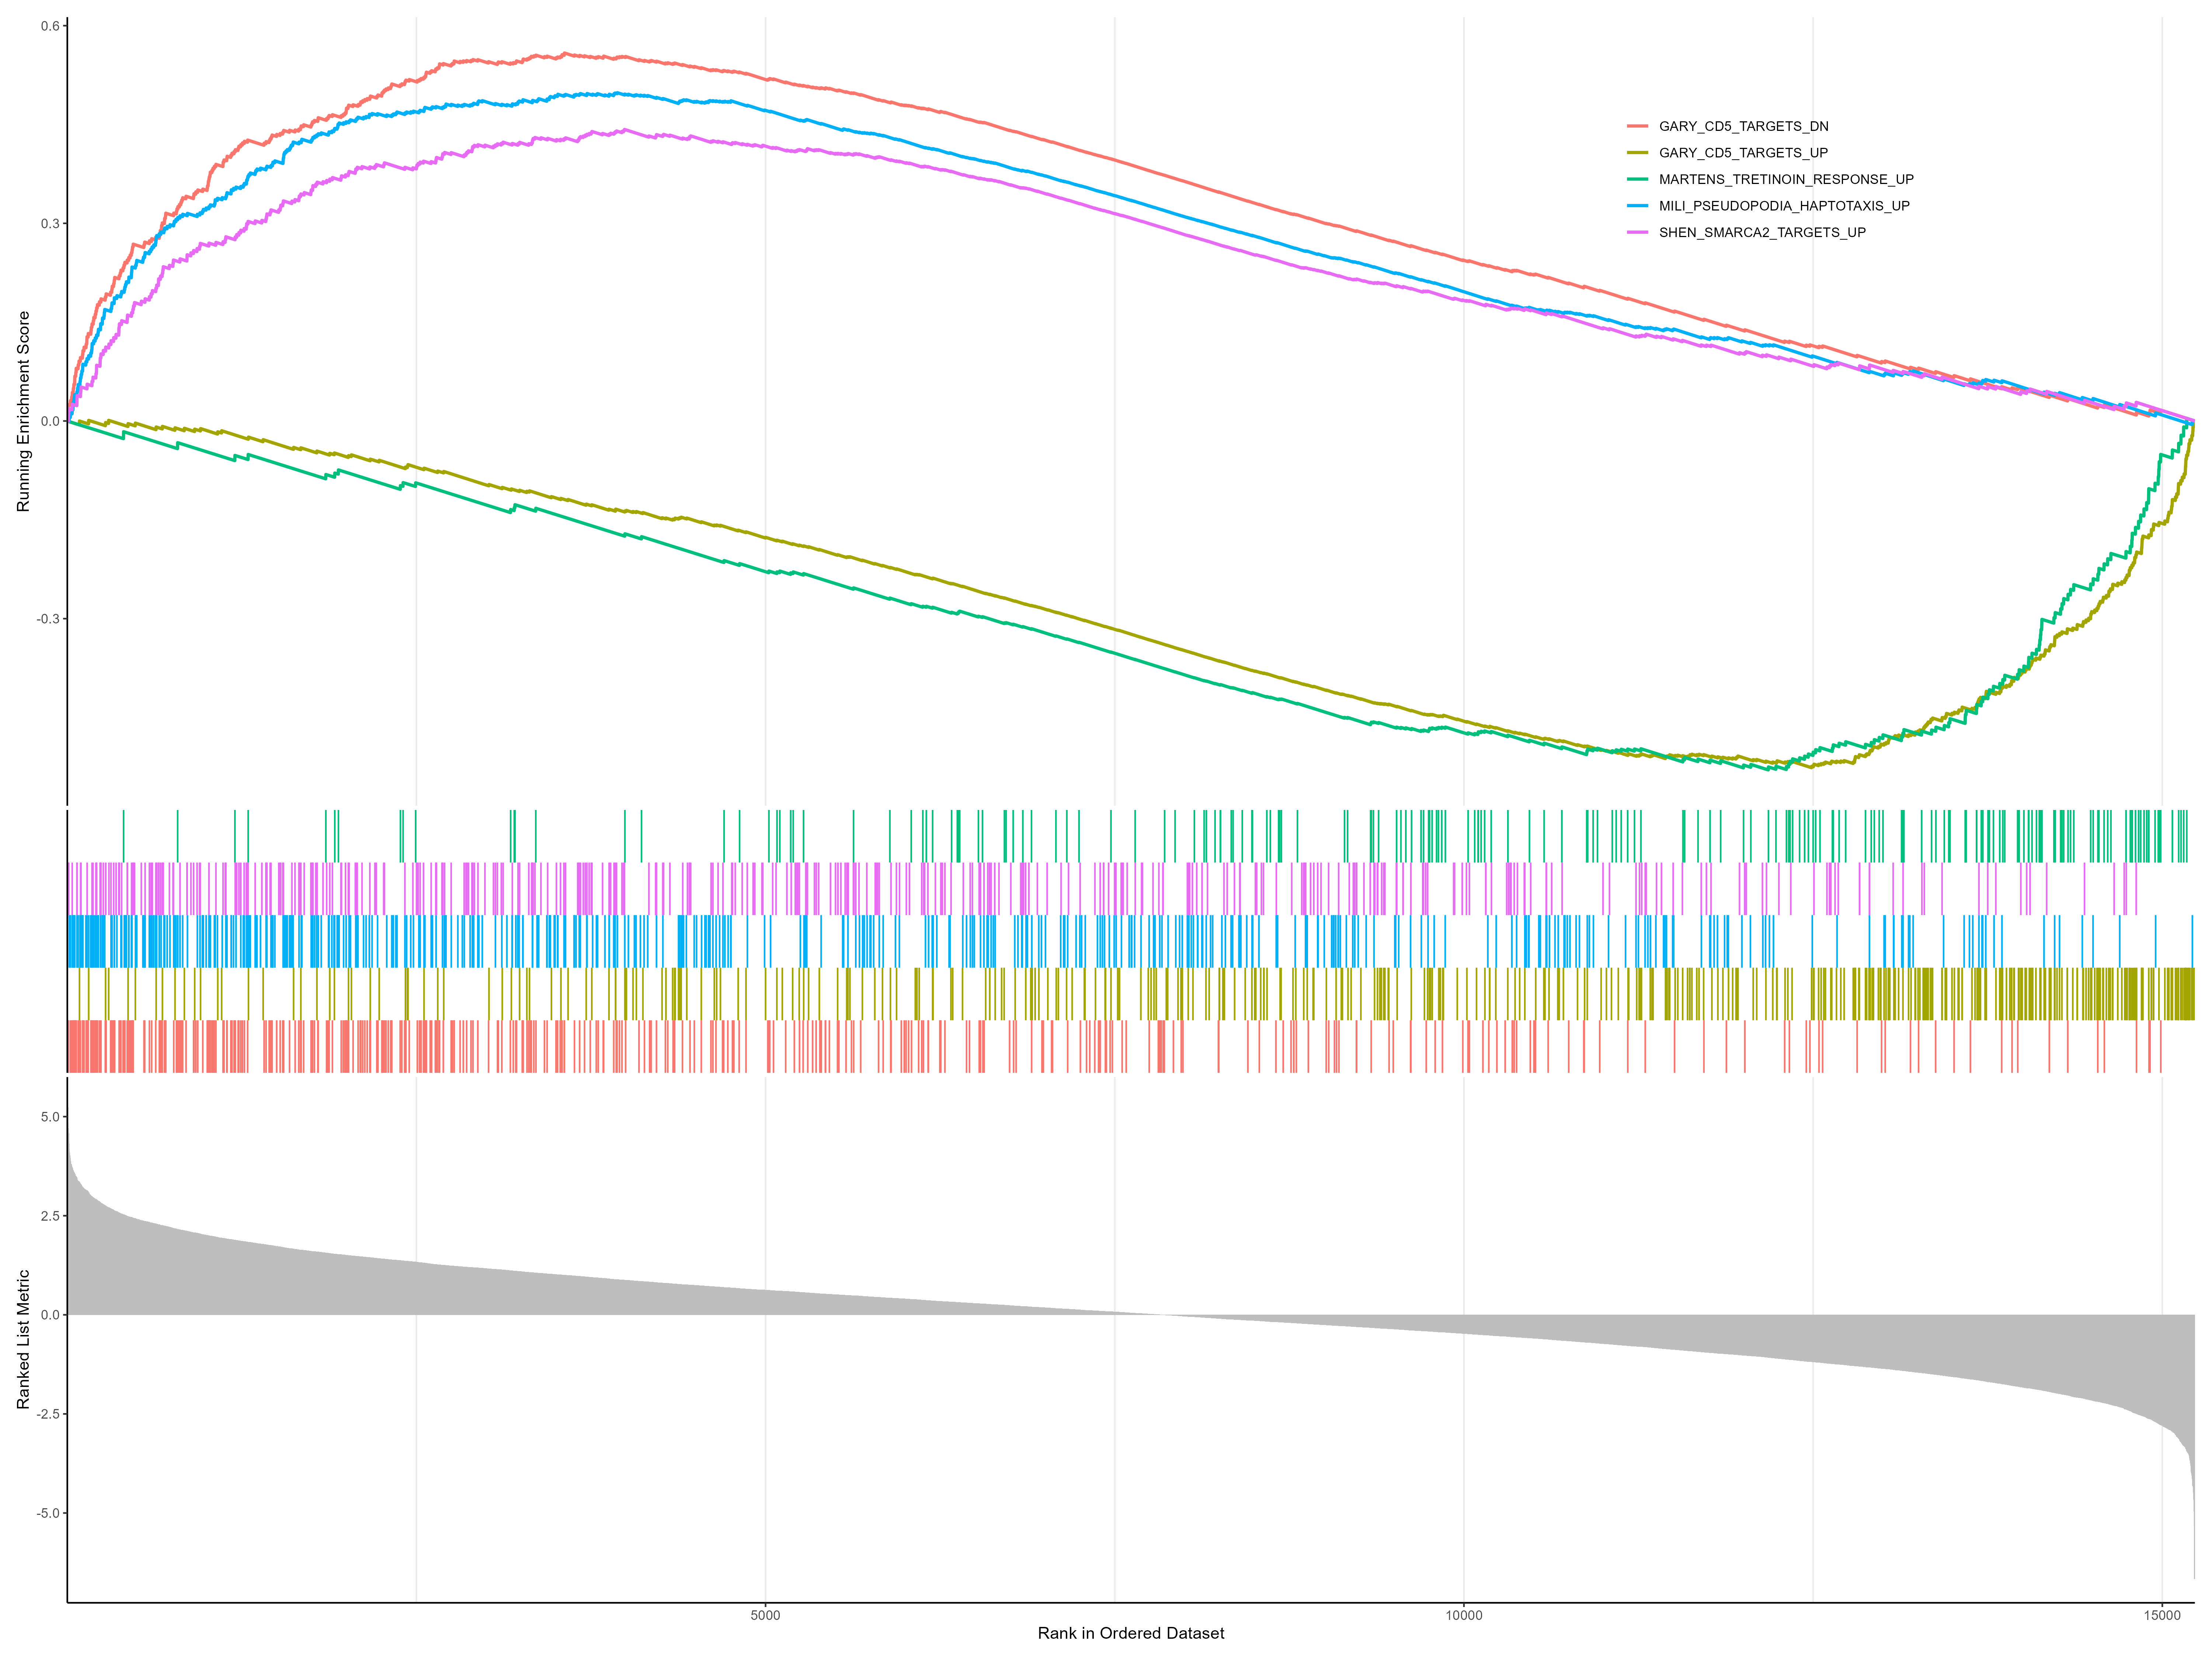 0.6
0.3
0.0
-0.3
Running Enrichment Score
GARY_CD5_TARGETS_DN
GARY_CD5_TARGETS_UP
MARTENS_TRETINOIN_RESPONSE_UP
MILI_PSEUDOPODIA_HAPTOTAXIS_UP
SHEN_SMARCA2_TARGETS_UP
5.0
2.5
0.0
-2.5
-5.0
Ranked List Metric
5000
10000
15000
Rank in Ordered Dataset